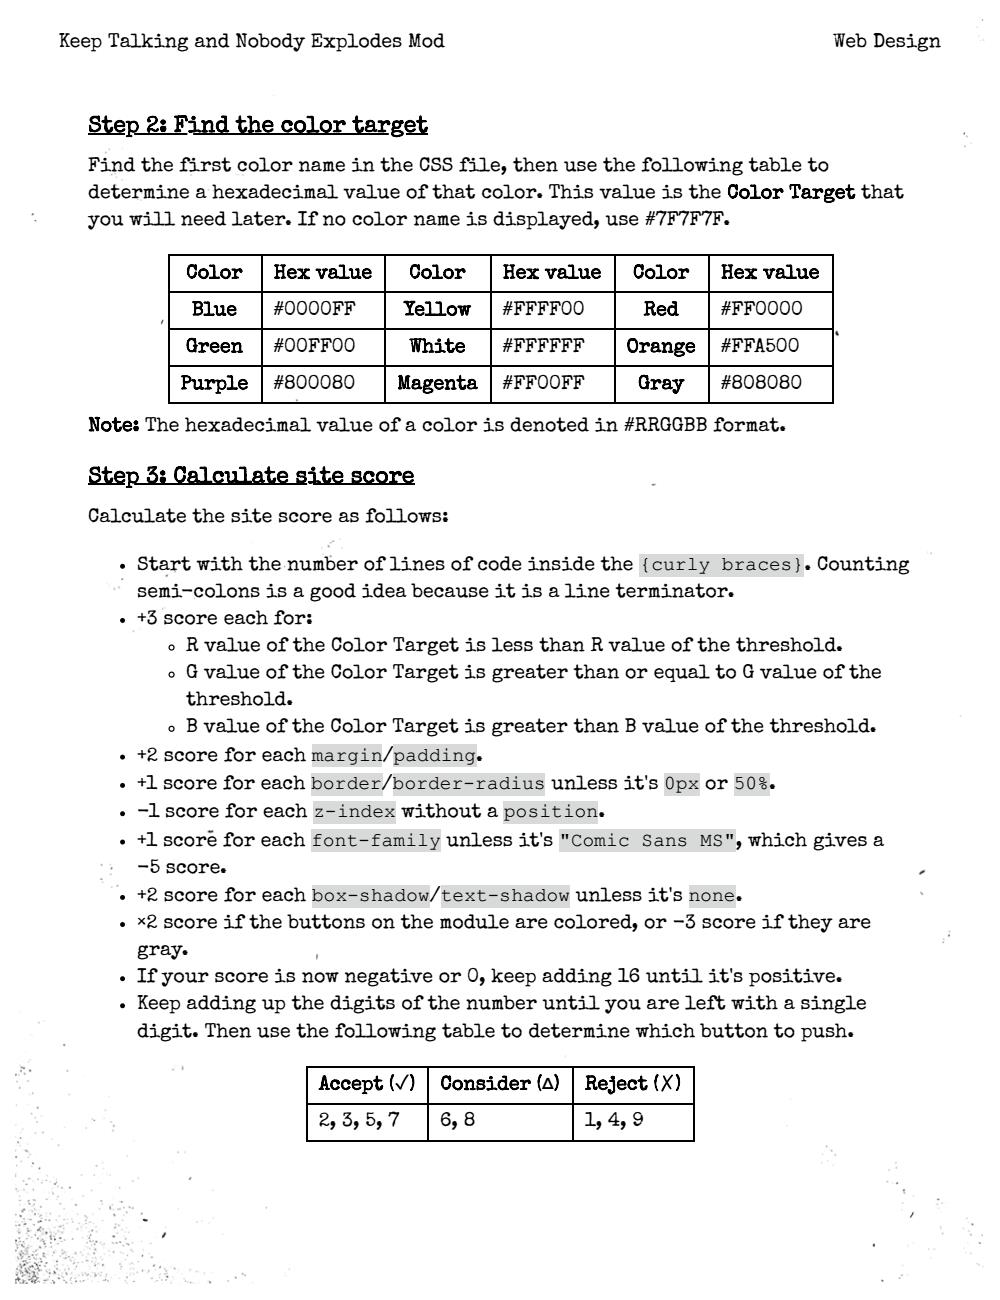 Keep Talking and Nobody Explodes Mod
Web Design
Step 2: Find the color target
Find the first color name in the CSS file, then use the following table to
determine a hexadecimal value of that color. This value is the Color Target that
you will need later. If no color name is displayed, use #7F7F7F.
Color Hex value Color Hex value Color Hex value
Blue #0000FF Yellow #FFFF00 Red #FF0000
Green #00FF00 White #FFFFFF Orange #FFA500
Purple #800080 Magenta #FF00FF Gray #808080
Note: The hexadecimal value of a color is denoted in #RRGGBB format.
Step 3: Calculate site score
Calculate the site score as follows:
• Start with the number of lines of code inside the {curly braces}. Counting
semi-colons is a good idea because it is a line terminator.
• +3 score each for:
◦ R value of the Color Target is less than R value of the threshold.
◦ G value of the Color Target is greater than or equal to G value of the
threshold.
◦ B value of the Color Target is greater than B value of the threshold.
• +2 score for each margin/padding.
• +1 score for each border/border-radius unless it's 0px or 50%.
• -1 score for each z-index without a position.
• +1 score for each font-family unless it's "Comic Sans MS", which gives a
-5 score.
• +2 score for each box-shadow/text-shadow unless it's none.
• ×2 score if the buttons on the module are colored, or -3 score if they are
gray.
• If your score is now negative or 0, keep adding 16 until it's positive.
• Keep adding up the digits of the number until you are left with a single
digit. Then use the following table to determine which button to push.
Accept (✓) Consider (Δ) Reject (X)
2, 3, 5, 7 6, 8 1, 4, 9